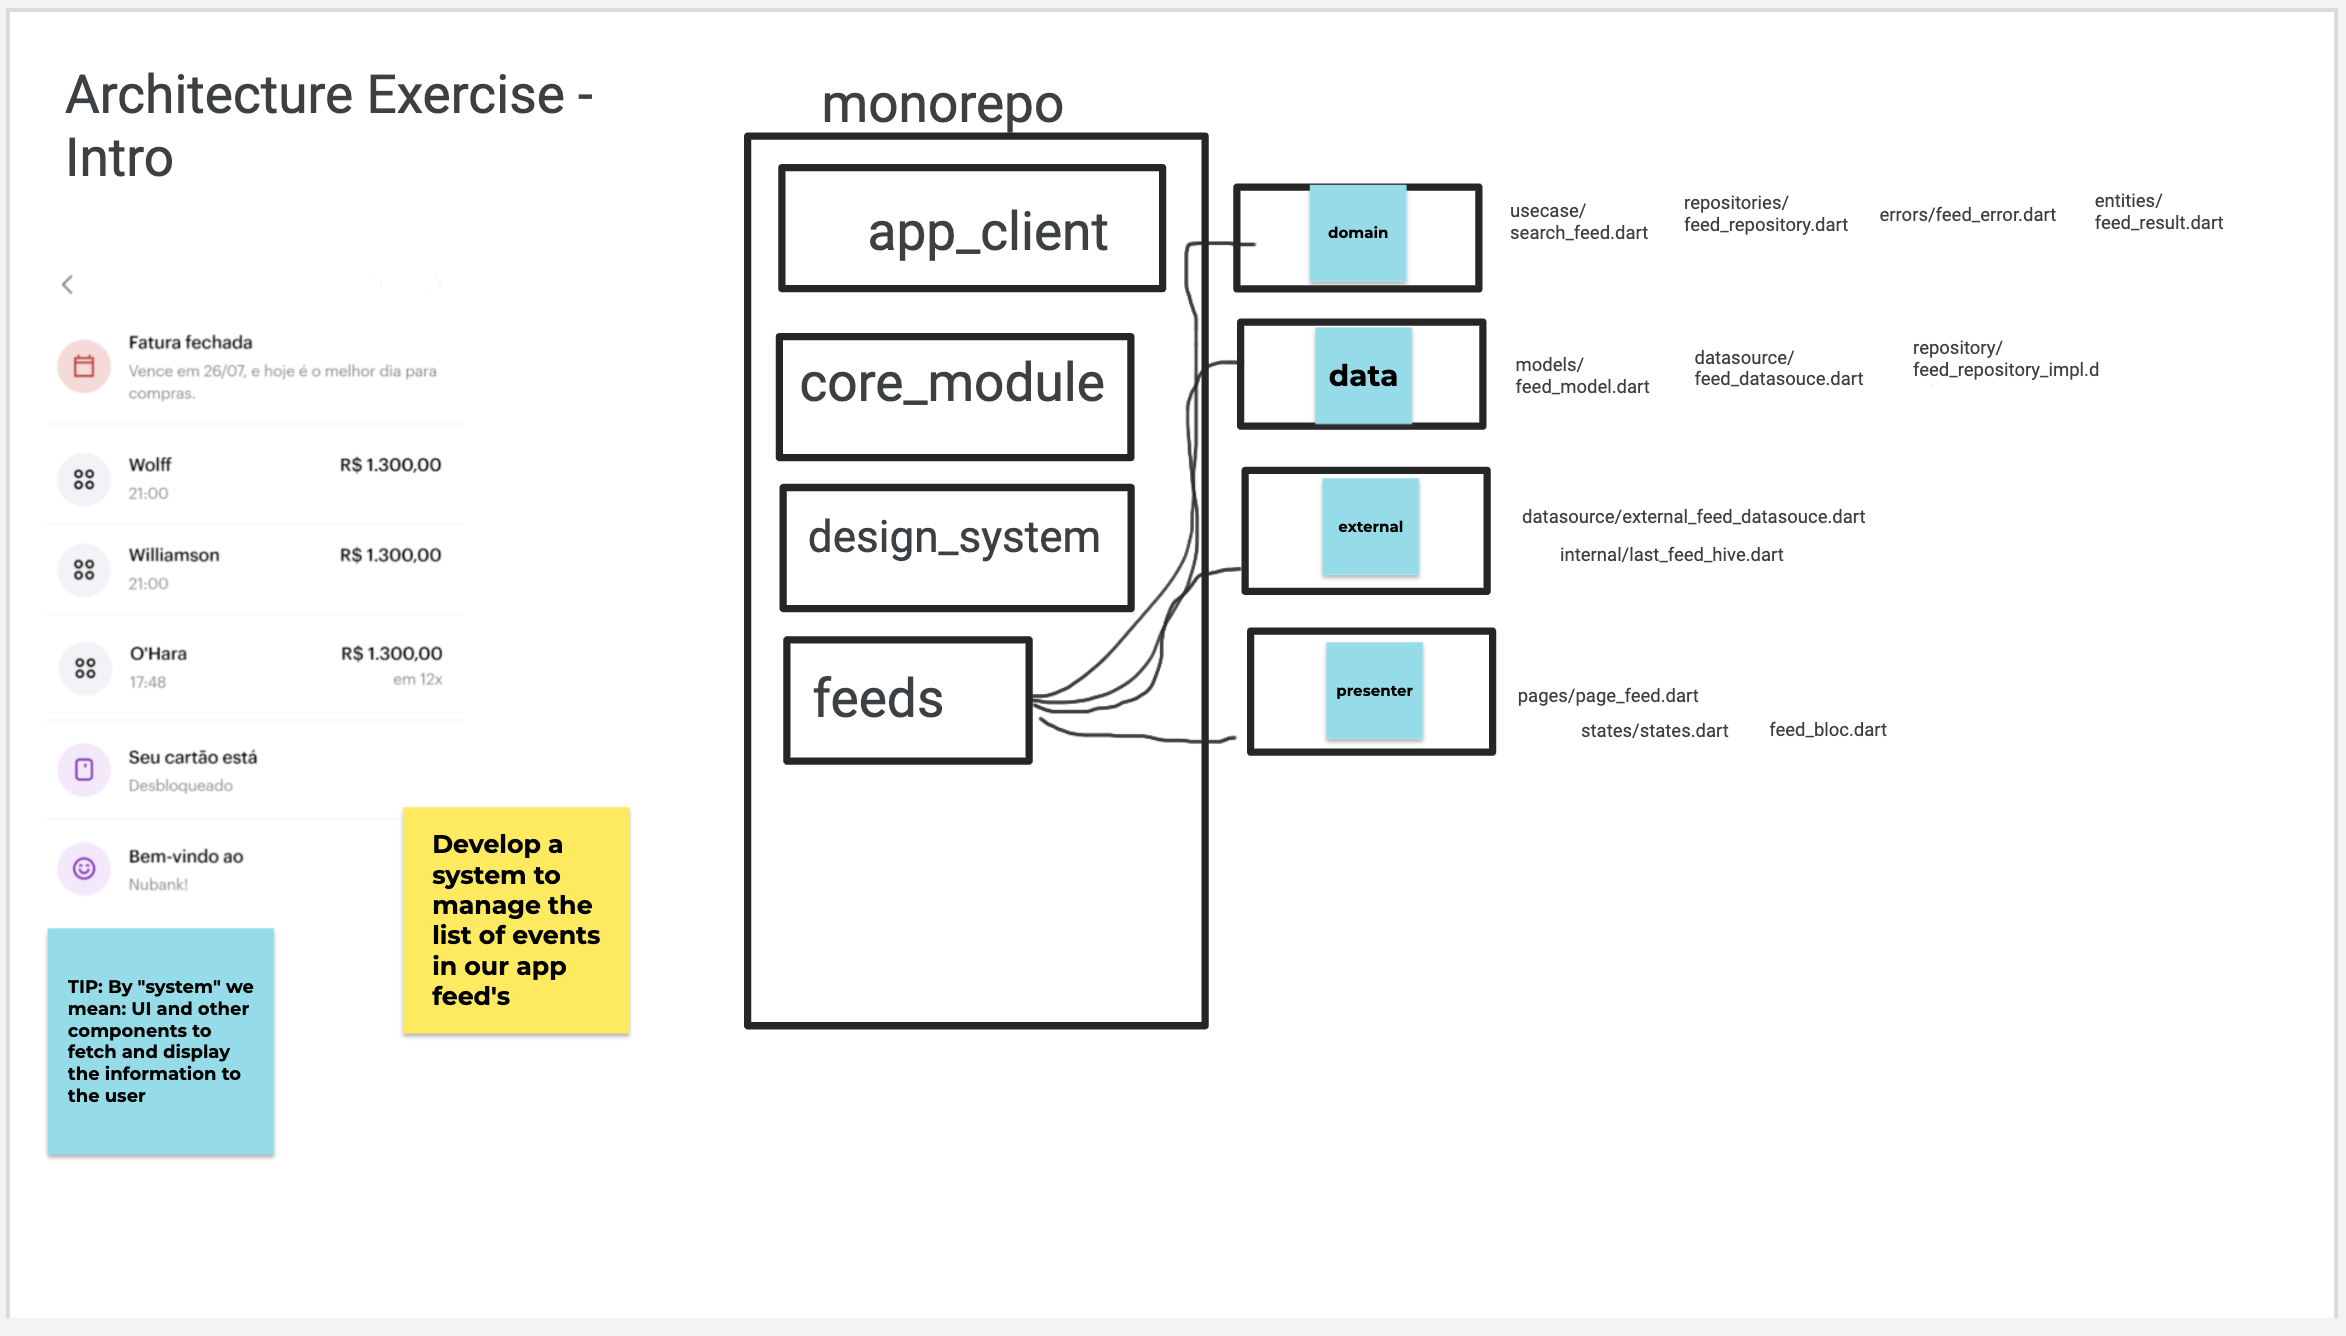 Architecture Exercise -
Intro
Fatura fechada
Vence em 26/07, e hoje é o melhor dia para
compras.
Wolff R$ 1.300,00
21:00
Williamson R$ 1.300,00
21:00
O'Hara R$ 1.300,00
17:48 em 12x
Seu cartão está
Desbloqueado
Bem-vindo ao
Nubank!
Develop a
system to
manage the
list of events
in our app
feed's
TIP: By "system" we
mean: UI and other
components to
fetch and display
the information to
the user
monorepo
app_client
core_module
design_system
feeds
domain
usecase/
search_feed.dart
repositories/
feed_repository.dart
errors/feed_error.dart
entities/
feed_result.dart
data
models/
feed_model.dart
datasource/
feed_datasouce.dart
repository/
feed_repository_impl.d
external
datasource/external_feed_datasouce.dart
internal/last_feed_hive.dart
presenter
pages/page_feed.dart
states/states.dart
feed_bloc.dart